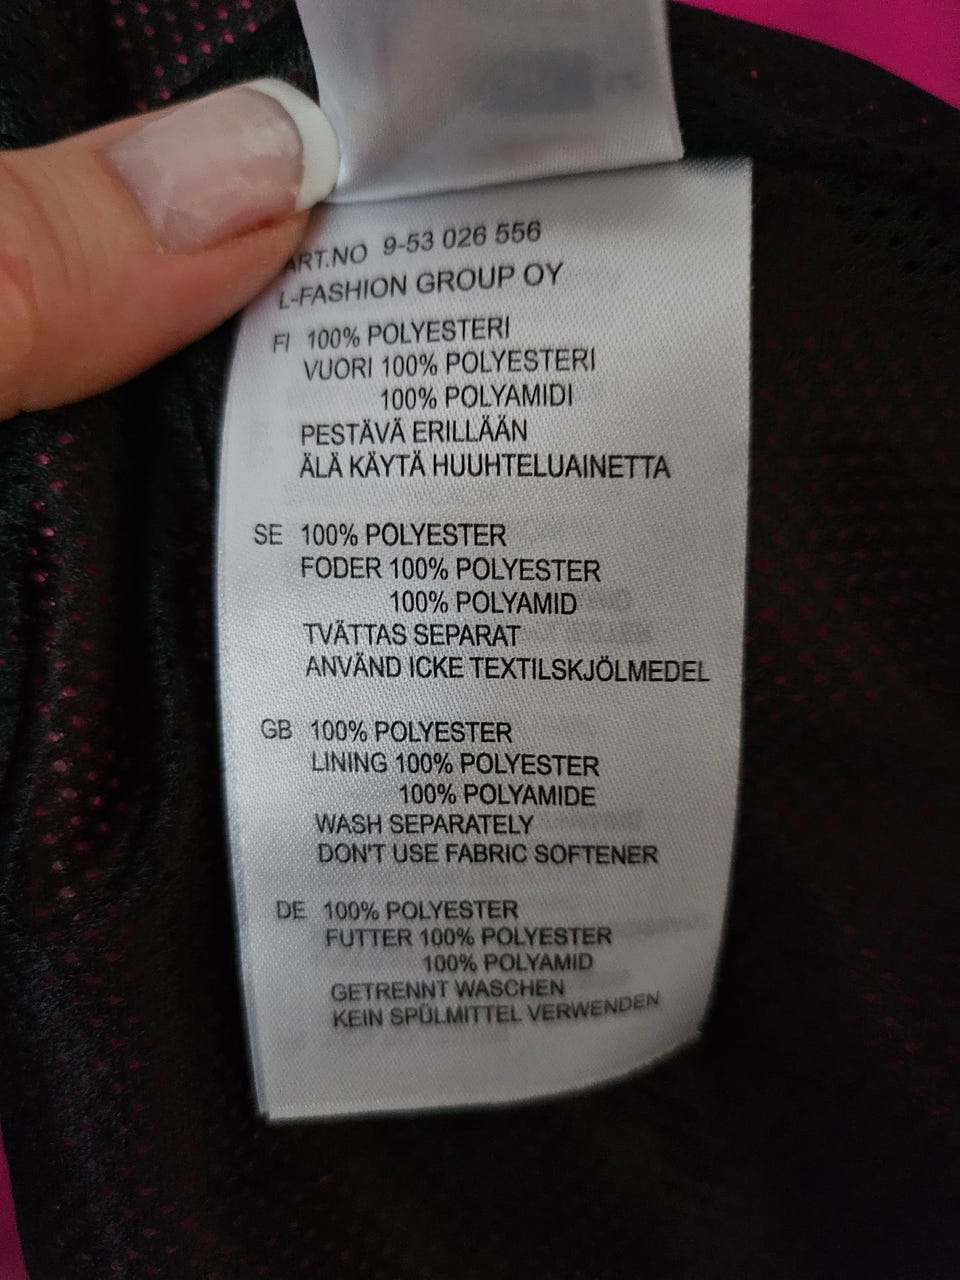 ART.NO 9-53 026 556
L-FASHION GROUP OY
FI 100% POLYESTERI
VUORI 100% POLYESTERI
100% POLYAMIDI
PESTÄVÄ ERILLÄÄN
ÄLÄ KÄYTÄ HUUHTELUAINETTA
SE 100% POLYESTER
FODER 100% POLYESTER
100% POLYAMID
TVÄTTAS SEPARAT
ANVÄND ICKE TEXTILSKJÖLMEDEL
GB 100% POLYESTER
LINING 100% POLYESTER
100% POLYAMIDE
WASH SEPARATELY
DON'T USE FABRIC SOFTENER
DE 100% POLYESTER
FUTTER 100% POLYESTER
100% POLYAMID
GETRENNT WASCHEN
KEIN SPÜLMITTEL VERWENDEN